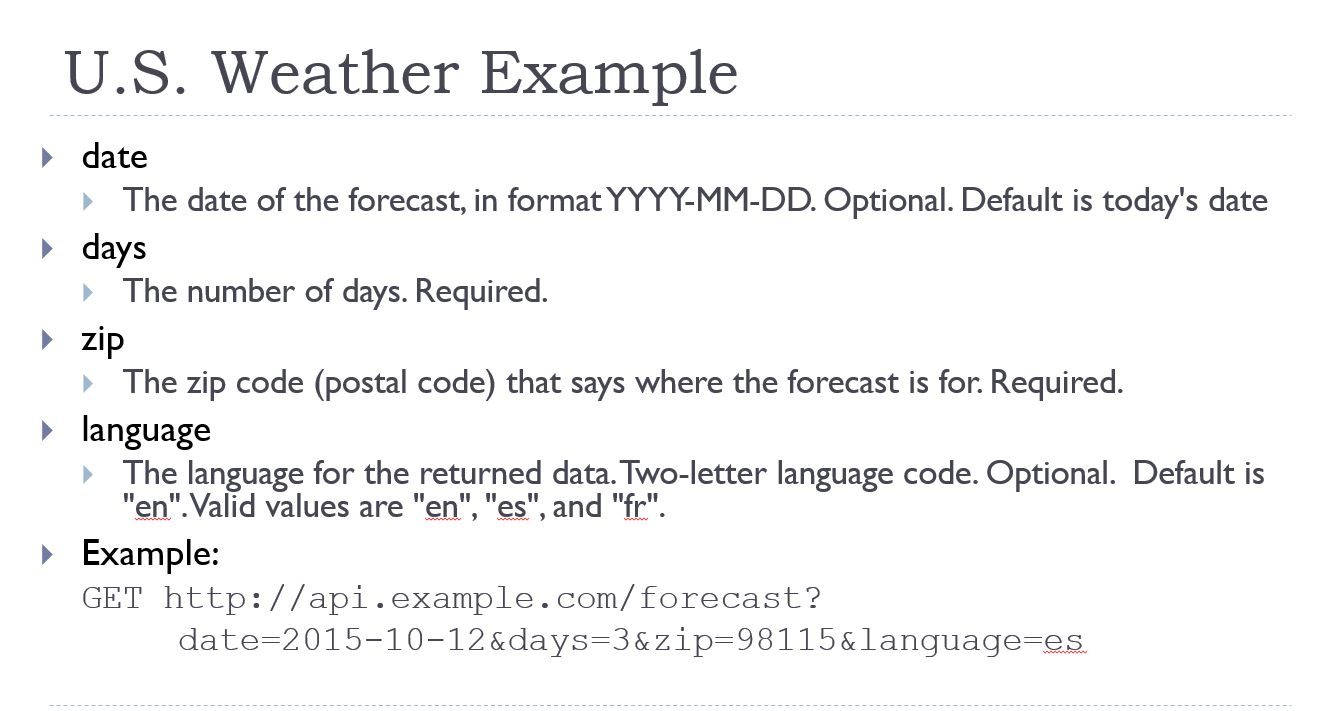 U.S. Weather Example
date
The date of the forecast, in format YYYY-MM-DD. Optional. Default is today's date
days
The number of days. Required.
zip
The zip code (postal code) that says where the forecast is for. Required.
language
The language for the returned data. Two-letter language code. Optional.  Default is
"en". Valid values are "en", "es", and "fr".
Example:
GET http://api.example.com/forecast?
date=2015-10-12&days=3&zip=98115&language=es